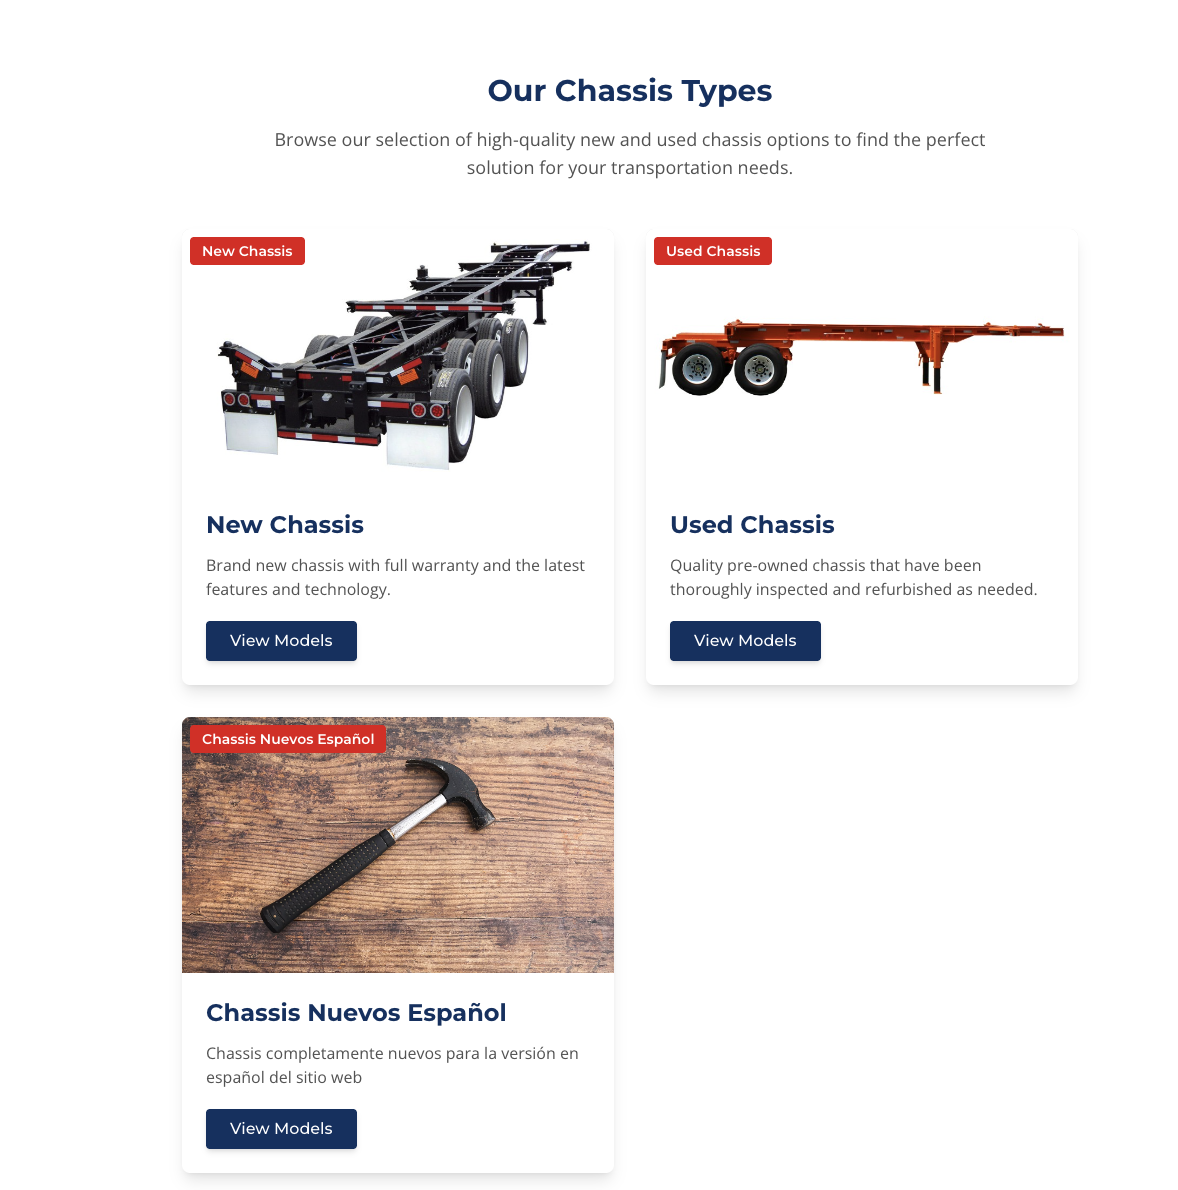 Our Chassis Types
Browse our selection of high-quality new and used chassis options to find the perfect
solution for your transportation needs.
New Chassis
Used Chassis
New Chassis
Brand new chassis with full warranty and the latest
features and technology.
View Models
Used Chassis
Quality pre-owned chassis that have been
thoroughly inspected and refurbished as needed.
View Models
Chassis Nuevos Español
Chassis Nuevos Español
Chassis completamente nuevos para la versión en
español del sitio web
View Models